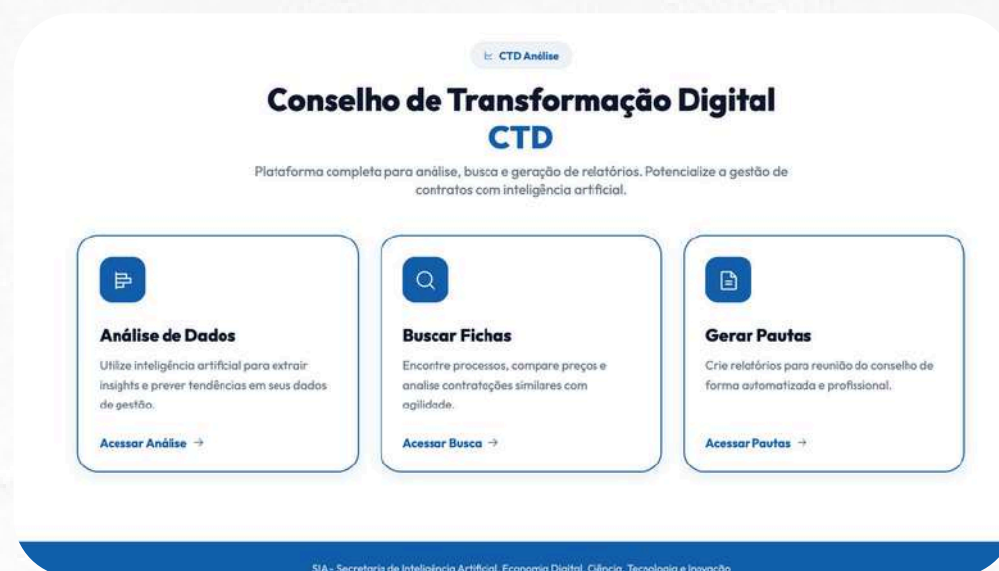 CTD Análise
Conselho de Transformação Digital
CTD
Plataforma completa para análise, busca e geração de relatórios. Potencialize a gestão de
contratos com inteligência artificial.
Análise de Dados
Utilize inteligência artificial para extrair
insights e prever tendências em seus dados
de gestão.
Acessar Análise →
Buscar Fichas
Encontre processos, compare preços e
analise contratações similares com
agilidade.
Acessar Busca →
Gerar Pautas
Crie relatórios para reunião do conselho de
forma automatizada e profissional.
Acessar Pautas →
SIA - Secretaria de Inteligência Artificial, Economia Digital, Ciência, Tecnologia e Inovação